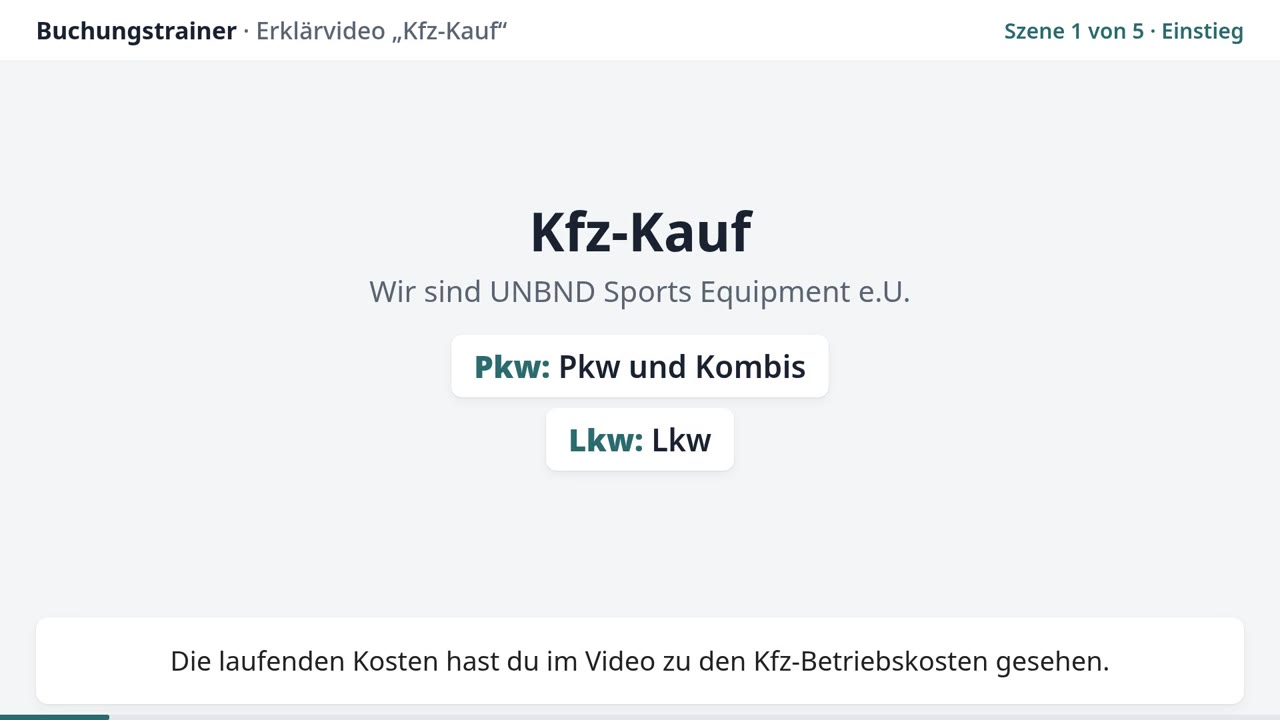 Buchungstrainer · Erklärvideo „Kfz-Kauf“
Szene 1 von 5 · Einstieg
Kfz-Kauf
Wir sind UNBND Sports Equipment e.U.
Pkw: Pkw und Kombis
Lkw: Lkw
Die laufenden Kosten hast du im Video zu den Kfz-Betriebskosten gesehen.